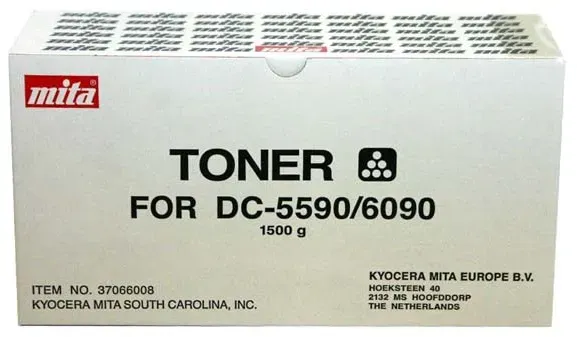 mita
TONER
FOR DC-5590/6090
1500 g
ITEM NO. 37066008
KYOCERA MITA SOUTH CAROLINA, INC.
KYOCERA MITA EUROPE B.V.
HOEKSTEEN 40
2132 MS HOOFDDORP
THE NETHERLANDS